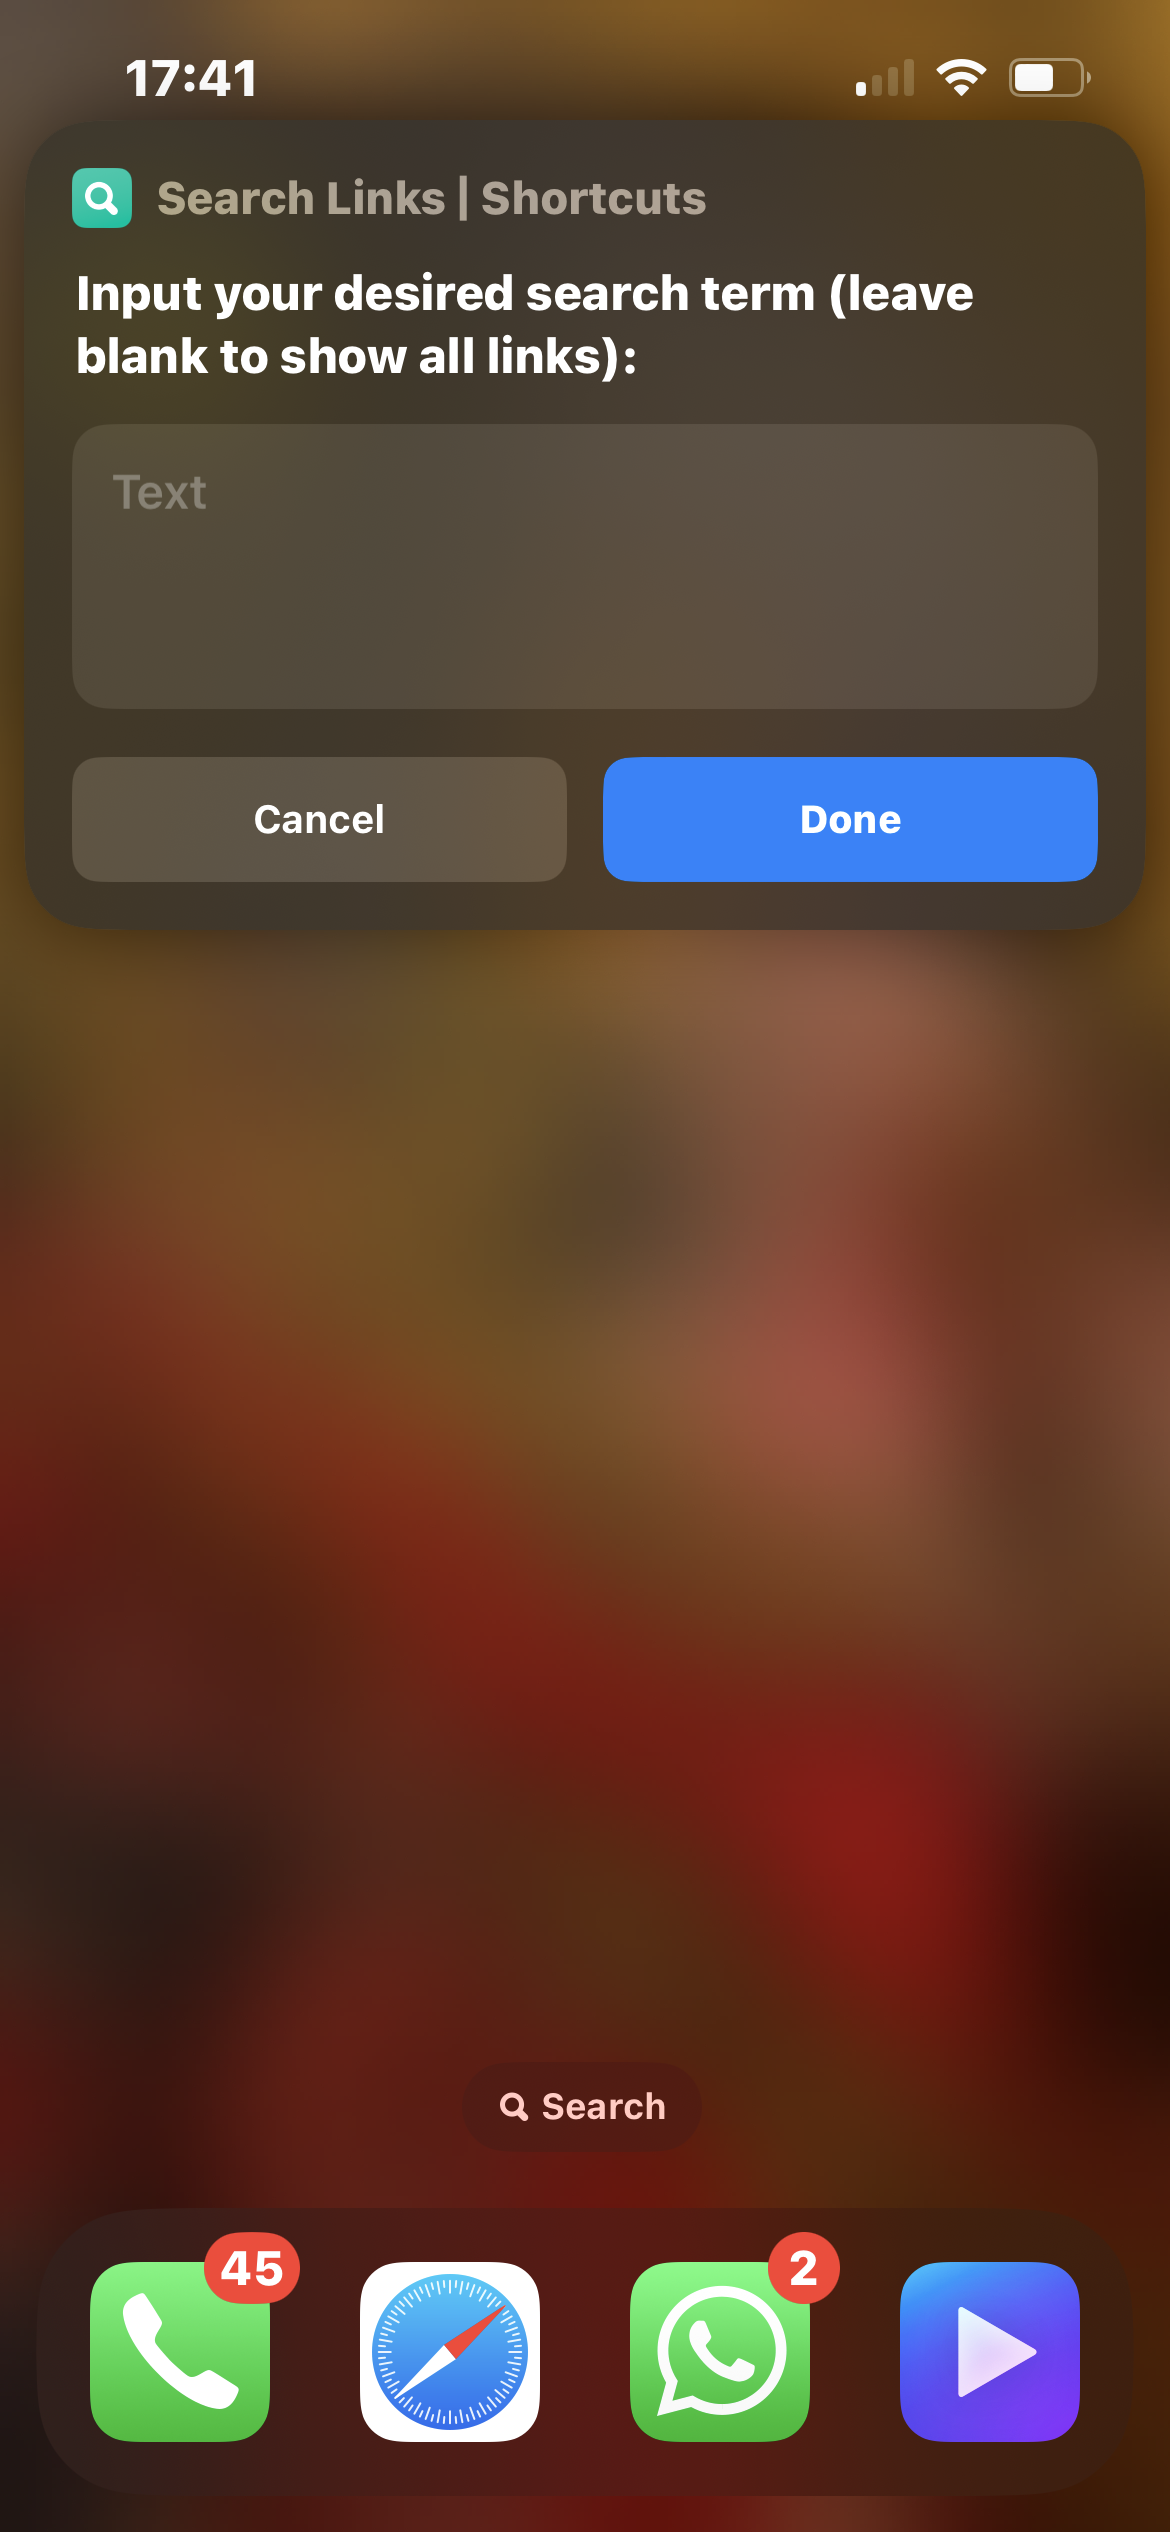 17:41
Search Links | Shortcuts
Input your desired search term (leave
blank to show all links):
Text
Cancel
Done
Search
45
2